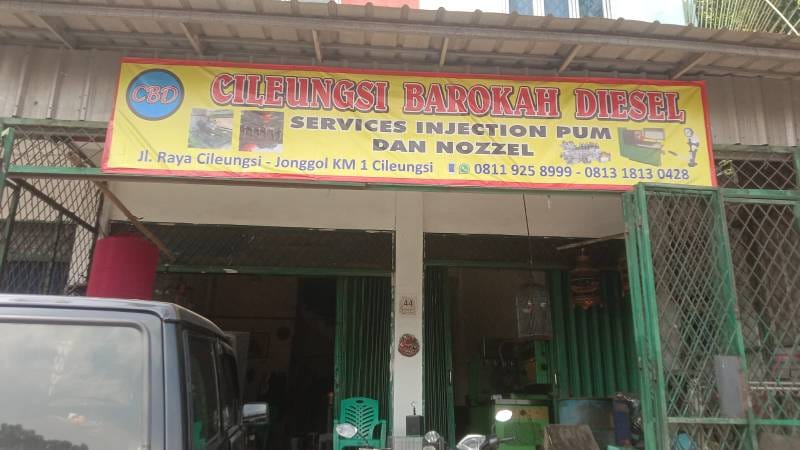 CBD
CILEUNGSI BAROKAH DIESEL
SERVICES INJECTION PUM
DAN NOZZEL
Jl. Raya Cileungsi - Jonggol KM 1 Cileungsi 0811 925 8999 - 0813 1813 0428
44